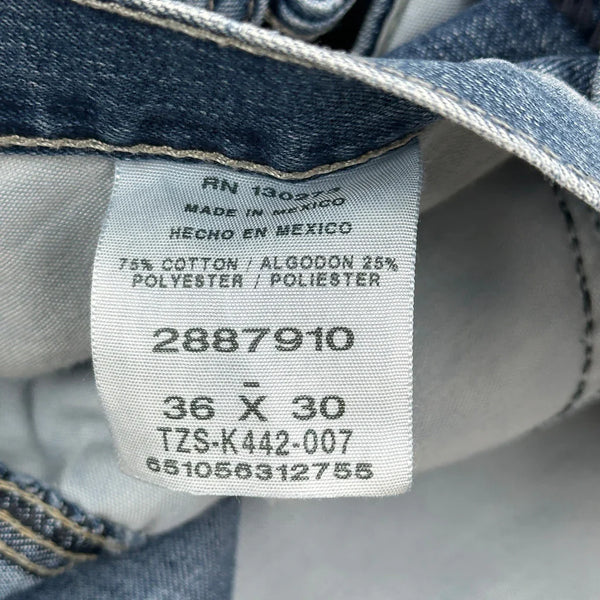 RN 130274
MADE IN MEXICO
HECHO EN MEXICO
75% COTTON / ALGODON 25%
POLYESTER / POLIESTER
2887910
-
36 X 30
TZS-K442-007
651056312755